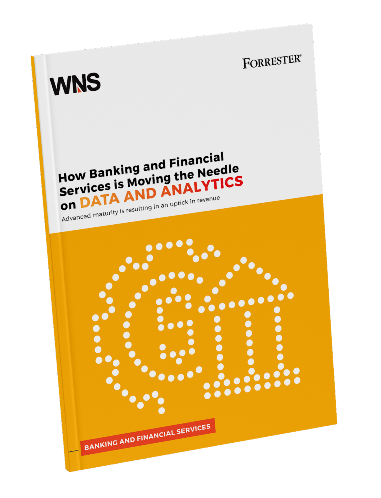 WNS
FORRESTER®
How Banking and Financial
Services is Moving the Needle
on DATA AND ANALYTICS
Advanced maturity is resulting in an uptick in revenue
BANKING AND FINANCIAL SERVICES